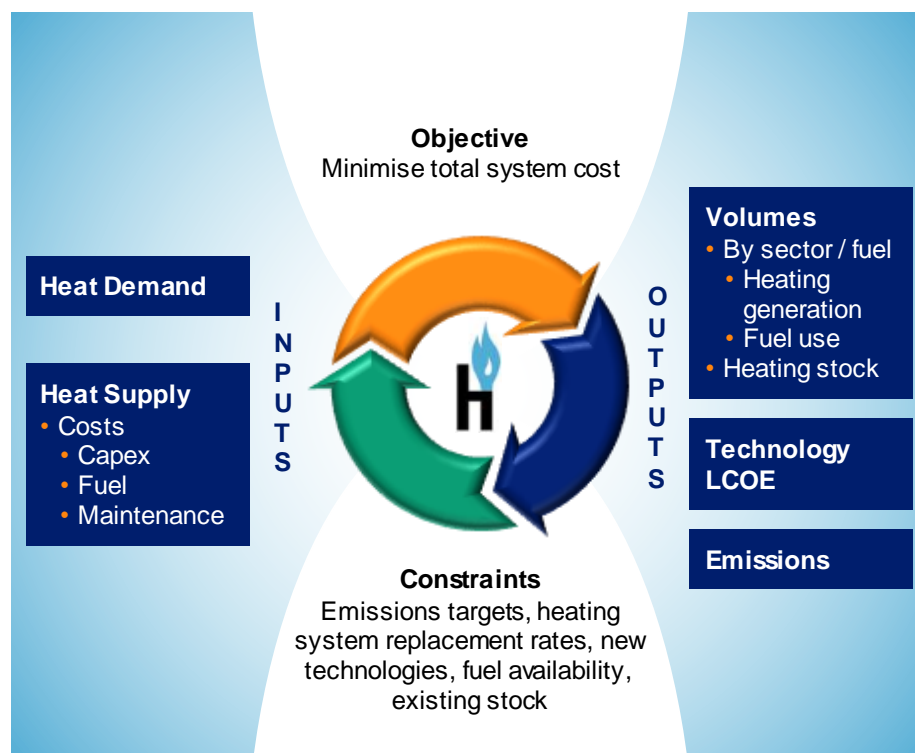 Objective
Minimise total system cost
Heat Demand
Heat Supply
• Costs
• Capex
• Fuel
• Maintenance
INPUTS
h
OUTPUTS
Volumes
• By sector / fuel
• Heating
generation
• Fuel use
• Heating stock
Technology
LCOE
Emissions
Constraints
Emissions targets, heating
system replacement rates, new
technologies, fuel availability,
existing stock